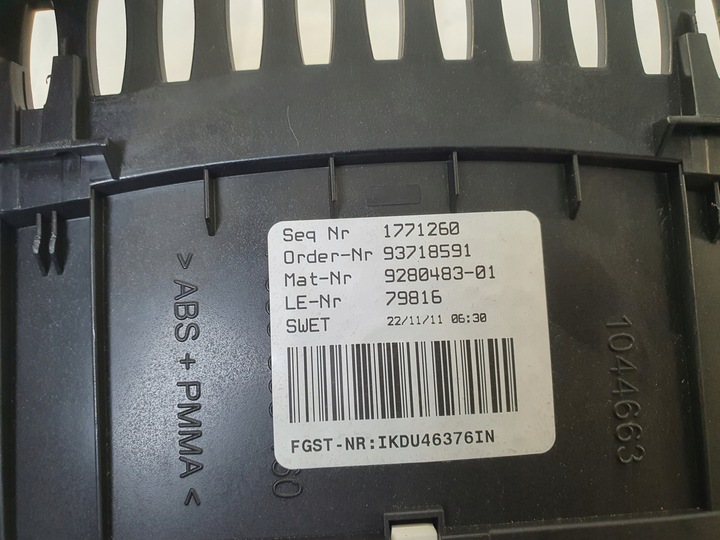 Seq Nr 1771260
Order-Nr 93718591
Mat-Nr 9280483-01
LE-Nr 79816
SWET 22/11/11 06:30
FGST-NR:IKDU46376IN
> ABS + PMMA <
1044663